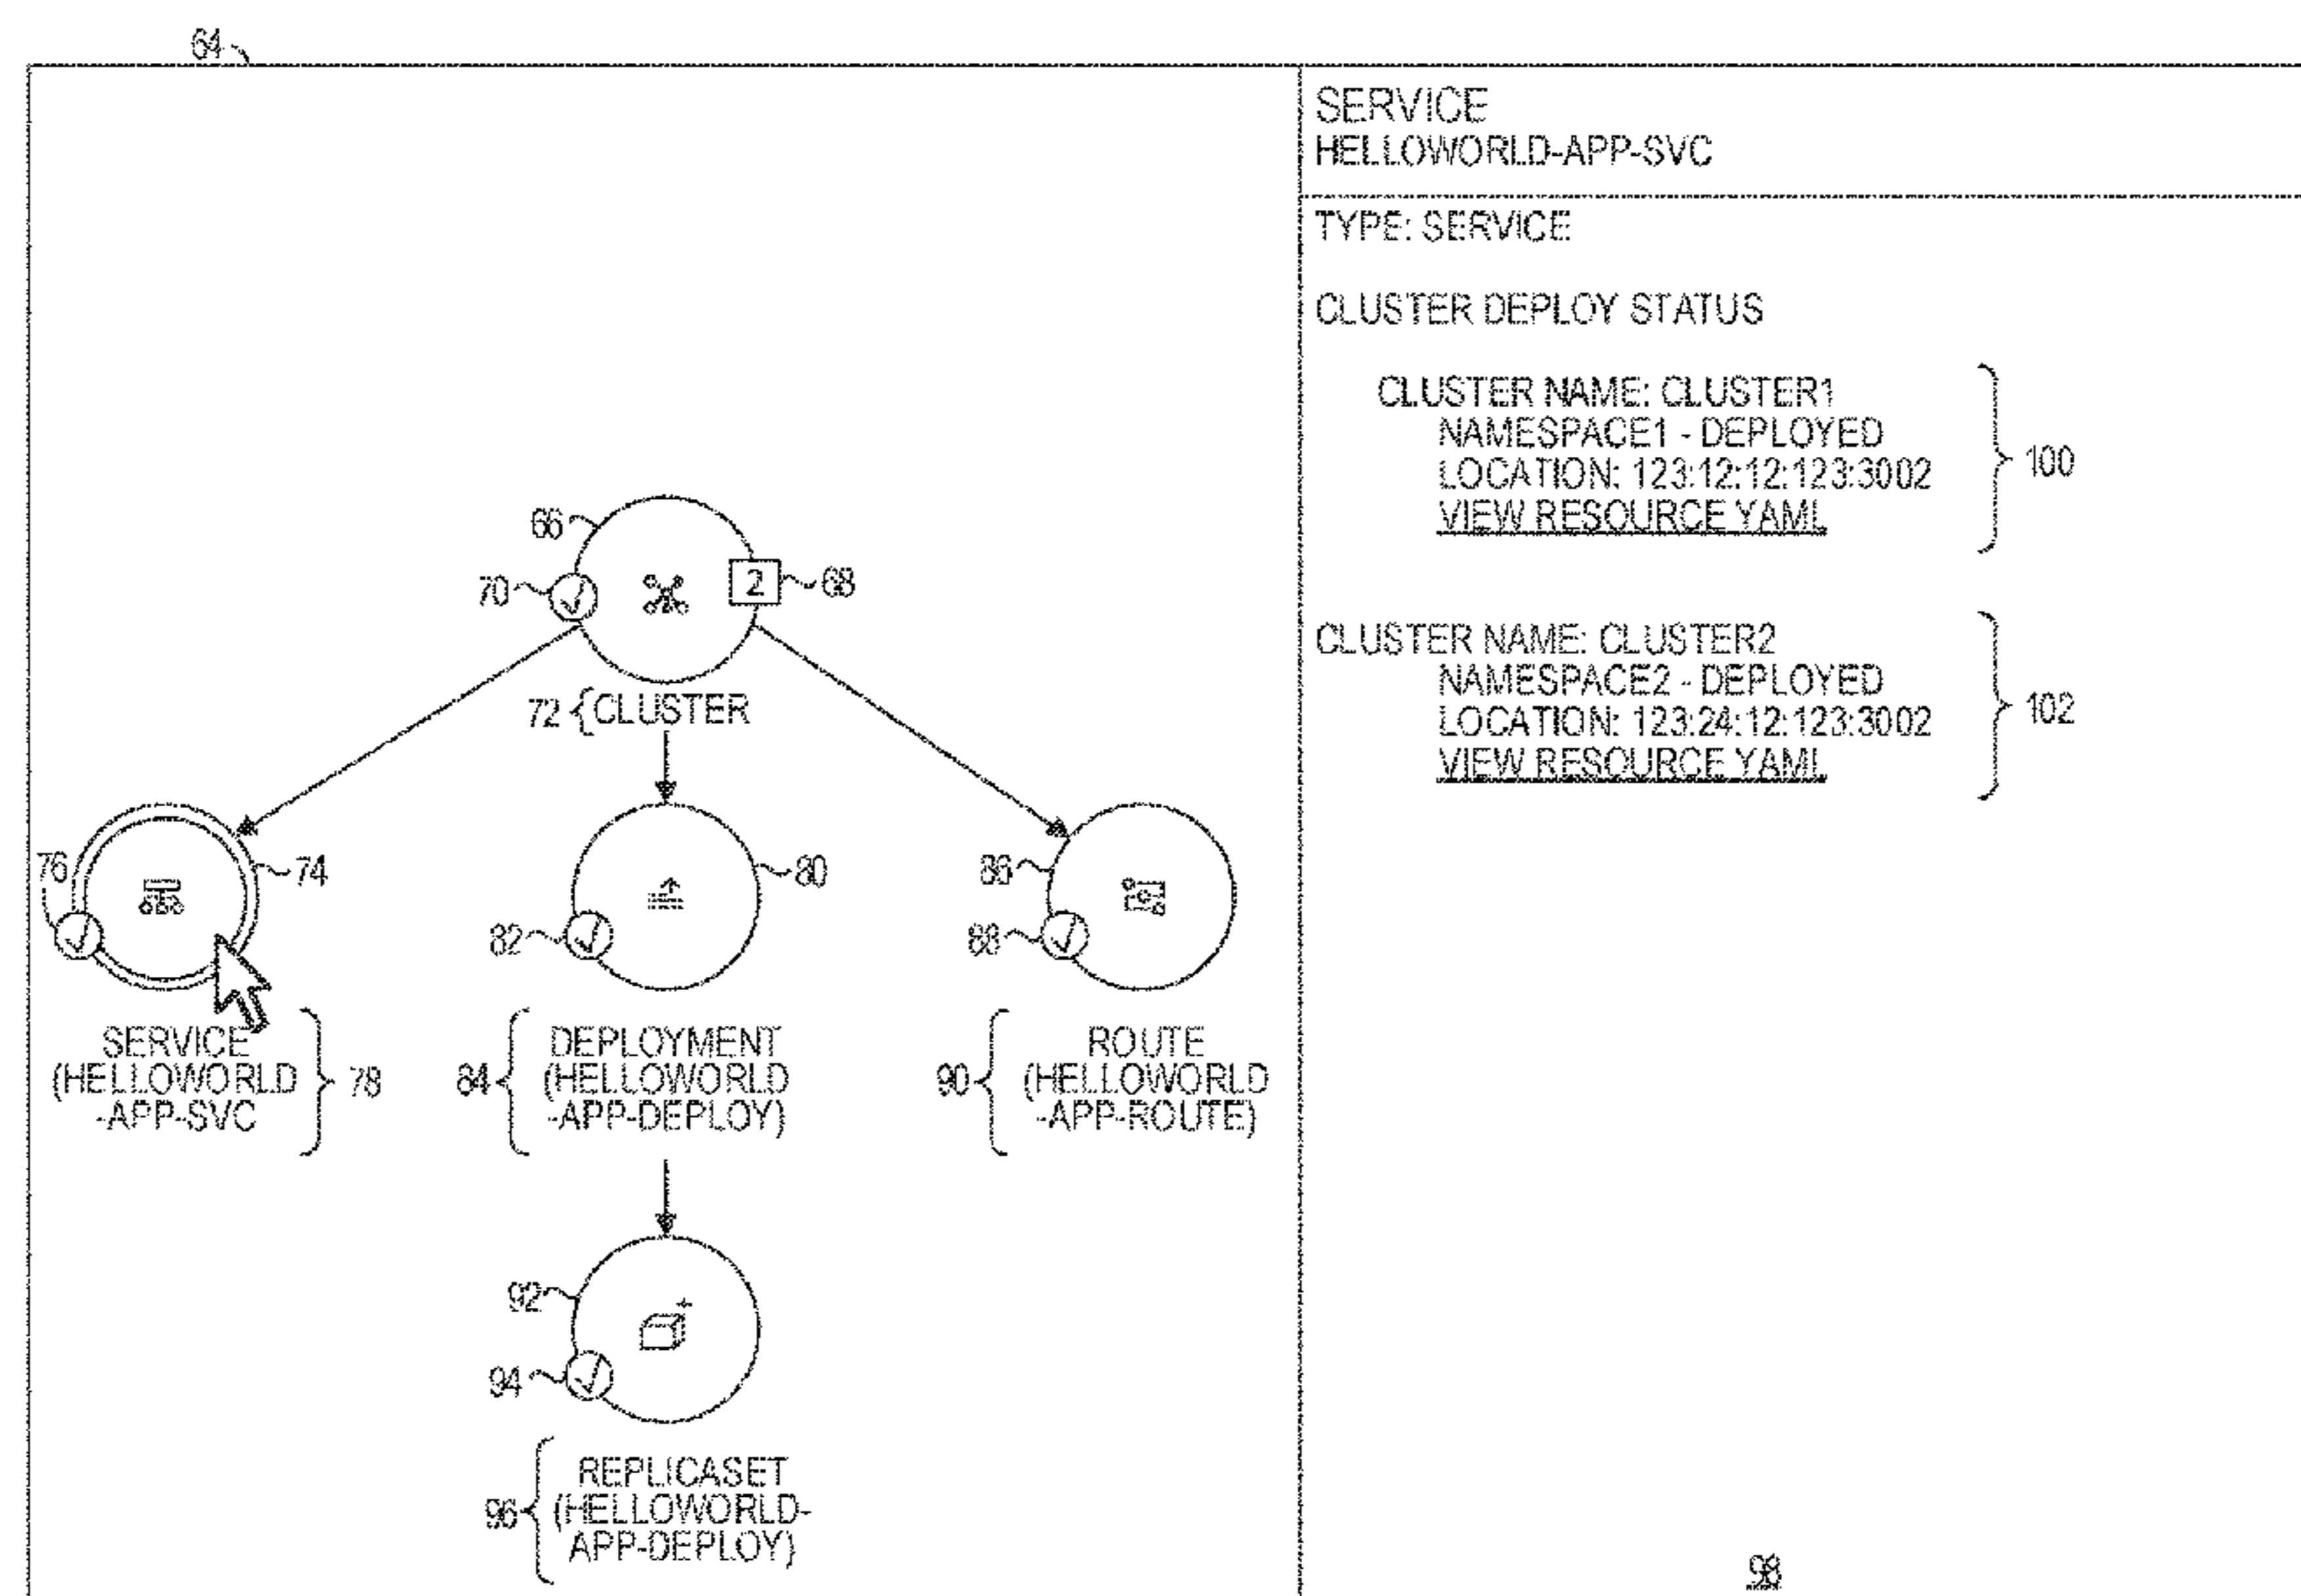 64
66
70
2
68
72 { CLUSTER
76
74
80
82
86
88
SERVICE
(HELLOWORLD
-APP-SVC
78
84
DEPLOYMENT
(HELLOWORLD
-APP-DEPLOY)
90
ROUTE
(HELLOWORLD
-APP-ROUTE)
92
94
96
REPLICASET
(HELLOWORLD-
APP-DEPLOY)
SERVICE
HELLOWORLD-APP-SVC
TYPE: SERVICE
CLUSTER DEPLOY STATUS
CLUSTER NAME: CLUSTER1
NAMESPACE1 - DEPLOYED
LOCATION: 123:12:12:123:3002
VIEW RESOURCE YAML
100
CLUSTER NAME: CLUSTER2
NAMESPACE2 - DEPLOYED
LOCATION: 123:24:12:123:3002
VIEW RESOURCE YAML
102
98